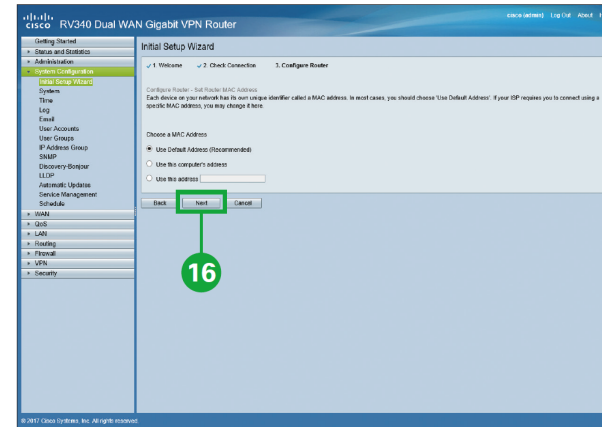 cisco RV340 Dual WAN Gigabit VPN Router
cisco (admin) Log Out About
Getting Started
Status and Statistics
Administration
System Configuration
Initial Setup Wizard
System
Time
Log
Email
User Accounts
User Groups
IP Address Group
SNMP
Discovery-Bonjour
LLDP
Automatic Updates
Service Management
Schedule
WAN
QoS
LAN
Routing
Firewall
VPN
Security
Initial Setup Wizard
1. Welcome 2. Check Connection 3. Configure Router
Configure Router - Set Router MAC Address
Each device on your network has its own unique identifier called a MAC address. In most cases, you should choose 'Use Default Address'. If your ISP requires you to connect using a
specific MAC address, you may change it here.
Choose a MAC Address
Use Default Address (Recommended)
Use this computer's address
Use this address
Back Next Cancel
16
© 2017 Cisco Systems, Inc. All rights reserved.